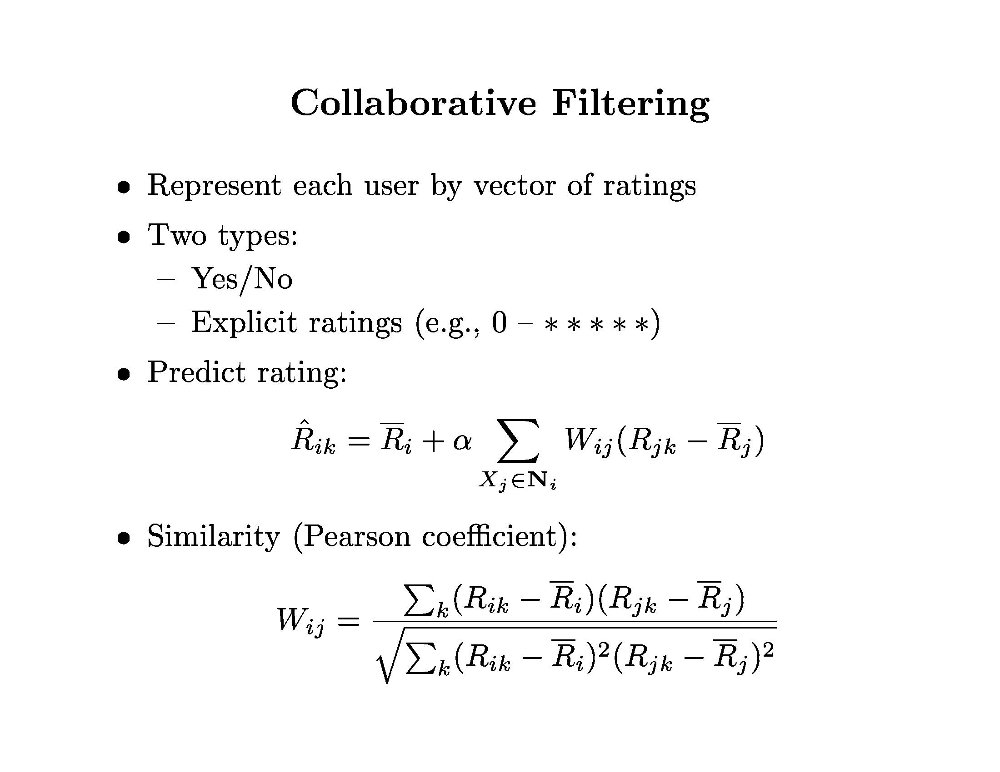 Collaborative Filtering
• Represent each user by vector of ratings
• Two types:
– Yes/No
– Explicit ratings (e.g., 0 – ∗ ∗ ∗ ∗ ∗)
• Predict rating:
$\hat{R}_{ik} = \overline{R}_i + \alpha \sum_{X_j \in \mathbf{N}_i} W_{ij}(R_{jk} - \overline{R}_j)$
• Similarity (Pearson coefficient):
$W_{ij} = \frac{\sum_k (R_{ik} - \overline{R}_i)(R_{jk} - \overline{R}_j)}{\sqrt{\sum_k (R_{ik} - \overline{R}_i)^2 (R_{jk} - \overline{R}_j)^2}}$